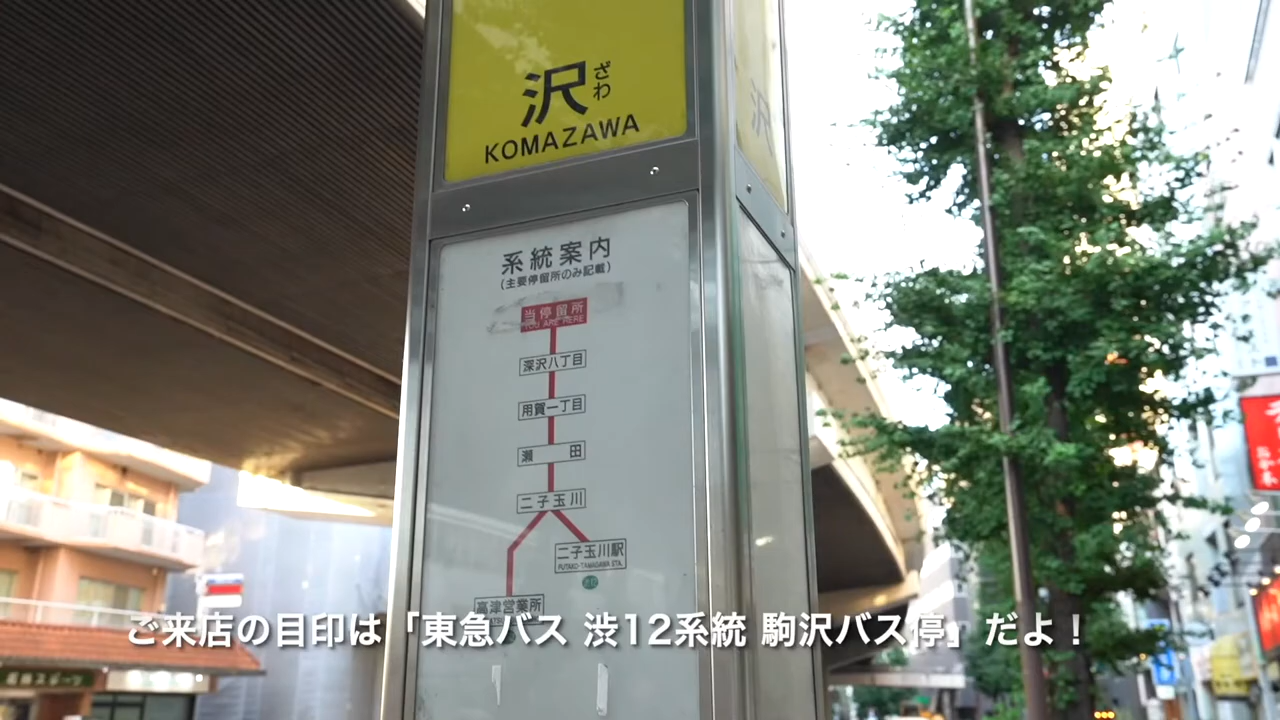 沢
ざわ
KOMAZAWA
沢
系統案内
(主要停留所のみ記載)
当停留所
YOU ARE HERE
深沢八丁目
用賀一丁目
瀬田
二子玉川
二子玉川駅
FUTAKO-TAMAGAWA STA.
高津営業所
ご来店の目印は「東急バス 渋12系統 駒沢バス停」だよ！